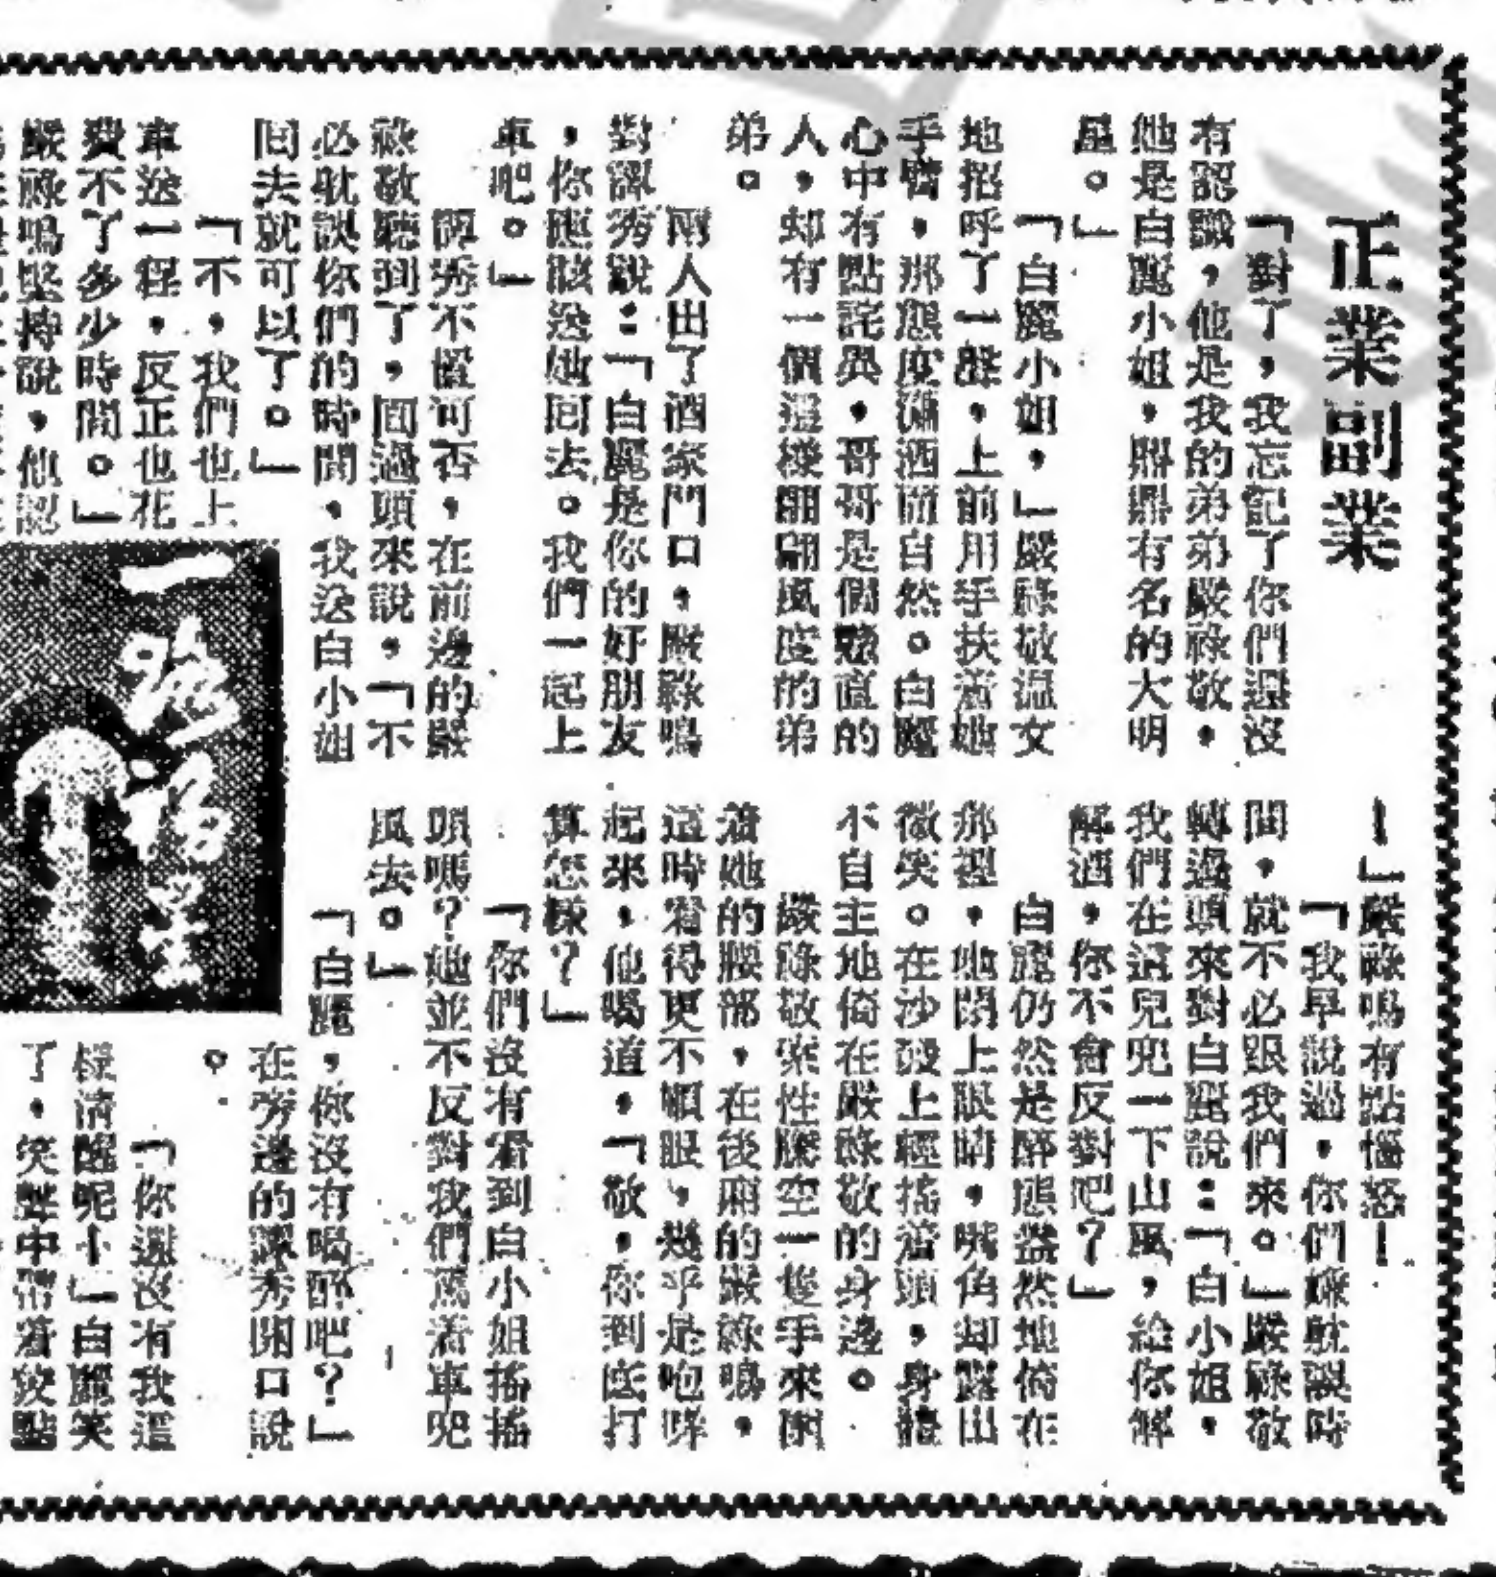 正業副業
「對了，我忘記了你們還沒
有認識，他是我的弟弟嚴祿敬，
她是白麗小姐，鼎鼎有名的大明
星。」
「白麗小姐，」嚴祿敬溫文
地招呼了一聲，上前用手扶着她
手臂，那態度瀟洒而自然。白麗
心中有點詫異，哥哥是個戇直的
人，却有一個這樣翩翩風度的弟
弟。
兩人出了酒家門口，嚴祿鳴
對譚秀說：「白麗是你的好朋友
，你應該送她回去。我們一起上
車吧。」
譚秀不置可否，在前邊的嚴
祿敬聽到了，回過頭來說，「不
必躭誤你們的時間，我送白小姐
回去就可以了。」
「不，我們也上
車送一程，反正也花
費不了多少時間。」
嚴祿鳴堅持說，他認
！」嚴祿鳴有點惱怒！
「我早說過，你們嫌躭誤時
間，就不必跟我們來。」嚴祿敬
轉過頭來對白麗說：「白小姐，
我們在這兒兜一下山風，給你解
解酒，你不會反對吧？」
白麗仍然是醉態盎然地倚在
那裡，她閉上眼睛，嘴角却露出
微笑。在沙發上輕搖着頭，身體
不自主地倚在嚴祿敬的身邊。
嚴祿敬索性騰空一隻手來樹
着她的腰部，在後廂的嚴祿鳴，
這時看得更不順眼，幾乎是咆哮
起來，他喝道，「敬，你到底打
算怎樣？」
「你們沒有看到白小姐搖搖
頭嗎？她並不反對我們駕着車兜
風去。」
「白麗，你沒有喝醉吧？」
在旁邊的譚秀開口說
。
「你還沒有我這
樣清醒呢！」白麗笑
了，笑聲中帶着狡黠
一路福星